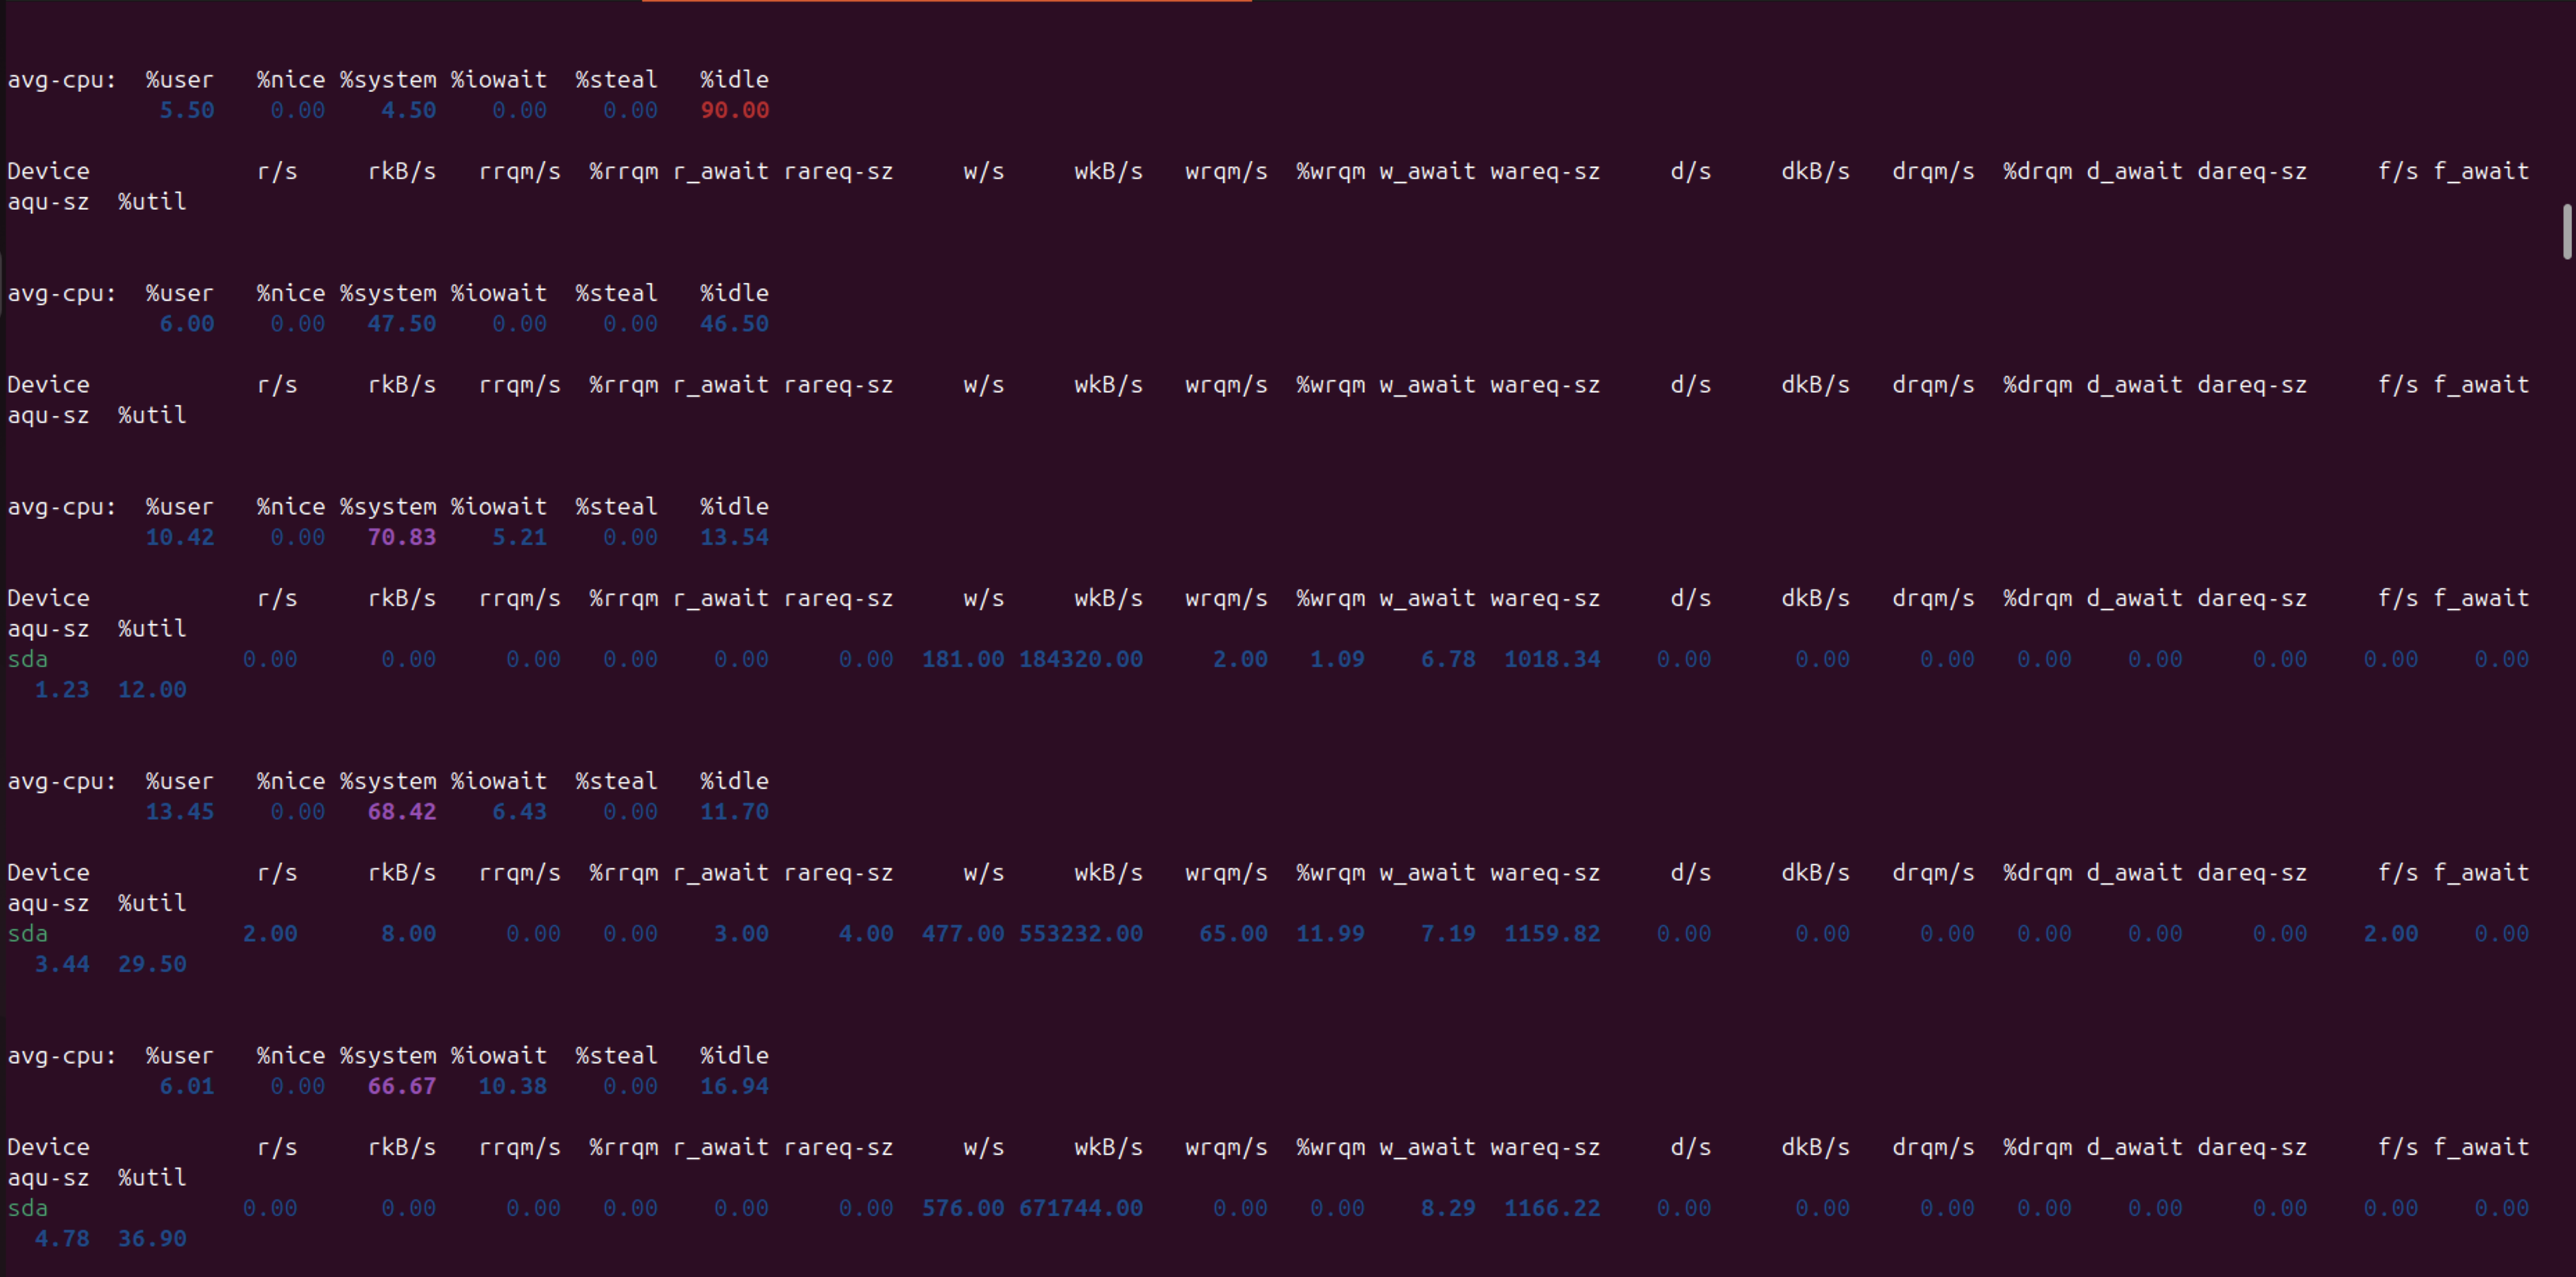 avg-cpu:  %user   %nice %system %iowait  %steal   %idle
           5.50    0.00    4.50    0.00    0.00   90.00
Device            r/s     rkB/s   rrqm/s  %rrqm r_await rareq-sz     w/s     wkB/s   wrqm/s  %wrqm w_await wareq-sz     d/s     dkB/s   drqm/s  %drqm d_await dareq-sz     f/s f_await
aqu-sz  %util
avg-cpu:  %user   %nice %system %iowait  %steal   %idle
           6.00    0.00   47.50    0.00    0.00   46.50
Device            r/s     rkB/s   rrqm/s  %rrqm r_await rareq-sz     w/s     wkB/s   wrqm/s  %wrqm w_await wareq-sz     d/s     dkB/s   drqm/s  %drqm d_await dareq-sz     f/s f_await
aqu-sz  %util
avg-cpu:  %user   %nice %system %iowait  %steal   %idle
          10.42    0.00   70.83    5.21    0.00   13.54
Device            r/s     rkB/s   rrqm/s  %rrqm r_await rareq-sz     w/s     wkB/s   wrqm/s  %wrqm w_await wareq-sz     d/s     dkB/s   drqm/s  %drqm d_await dareq-sz     f/s f_await
aqu-sz  %util
sda              0.00      0.00     0.00   0.00    0.00     0.00  181.00 184320.00     2.00   1.09    6.78  1018.34    0.00      0.00     0.00   0.00    0.00     0.00    0.00    0.00
  1.23  12.00
avg-cpu:  %user   %nice %system %iowait  %steal   %idle
          13.45    0.00   68.42    6.43    0.00   11.70
Device            r/s     rkB/s   rrqm/s  %rrqm r_await rareq-sz     w/s     wkB/s   wrqm/s  %wrqm w_await wareq-sz     d/s     dkB/s   drqm/s  %drqm d_await dareq-sz     f/s f_await
aqu-sz  %util
sda              2.00      8.00     0.00   0.00    3.00     4.00  477.00 553232.00    65.00  11.99    7.19  1159.82    0.00      0.00     0.00   0.00    0.00     0.00    2.00    0.00
  3.44  29.50
avg-cpu:  %user   %nice %system %iowait  %steal   %idle
           6.01    0.00   66.67   10.38    0.00   16.94
Device            r/s     rkB/s   rrqm/s  %rrqm r_await rareq-sz     w/s     wkB/s   wrqm/s  %wrqm w_await wareq-sz     d/s     dkB/s   drqm/s  %drqm d_await dareq-sz     f/s f_await
aqu-sz  %util
sda              0.00      0.00     0.00   0.00    0.00     0.00  576.00 671744.00     0.00   0.00    8.29  1166.22    0.00      0.00     0.00   0.00    0.00     0.00    0.00    0.00
  4.78  36.90